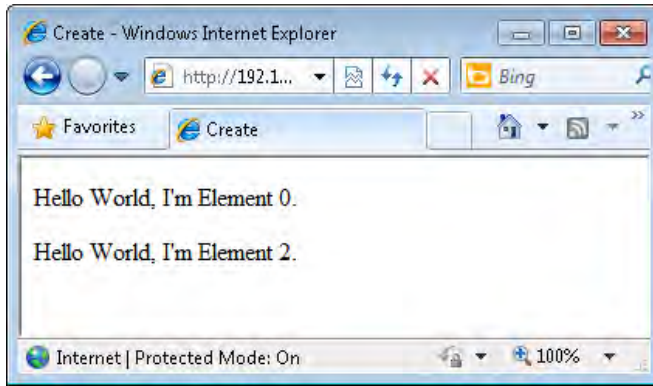 Create - Windows Internet Explorer
http://192.1...
Bing
Favorites
Create
Hello World, I'm Element 0.
Hello World, I'm Element 2.
Internet | Protected Mode: On
100%